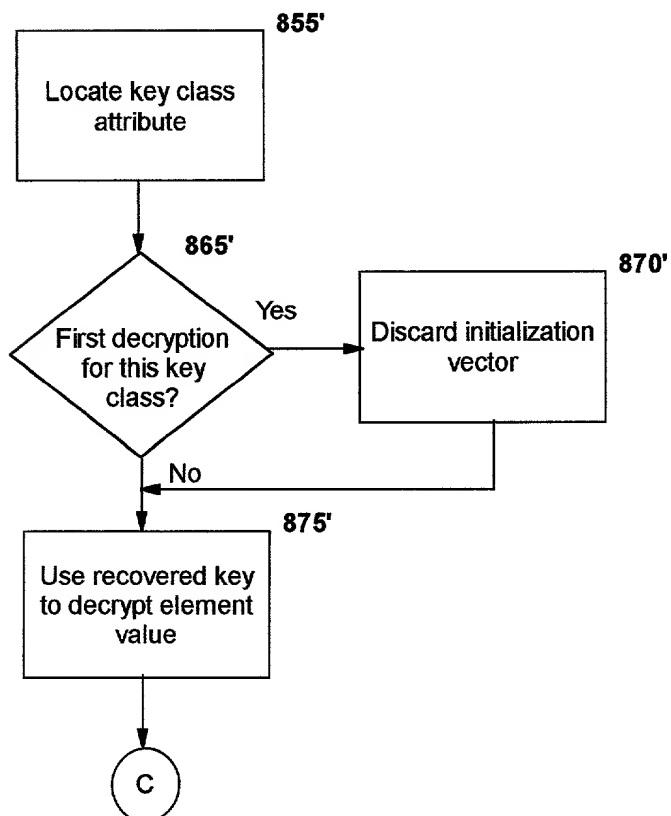 855'
Locate key class
attribute
865'
First decryption
for this key
class?
Yes
870'
Discard initialization
vector
No
875'
Use recovered key
to decrypt element
value
C